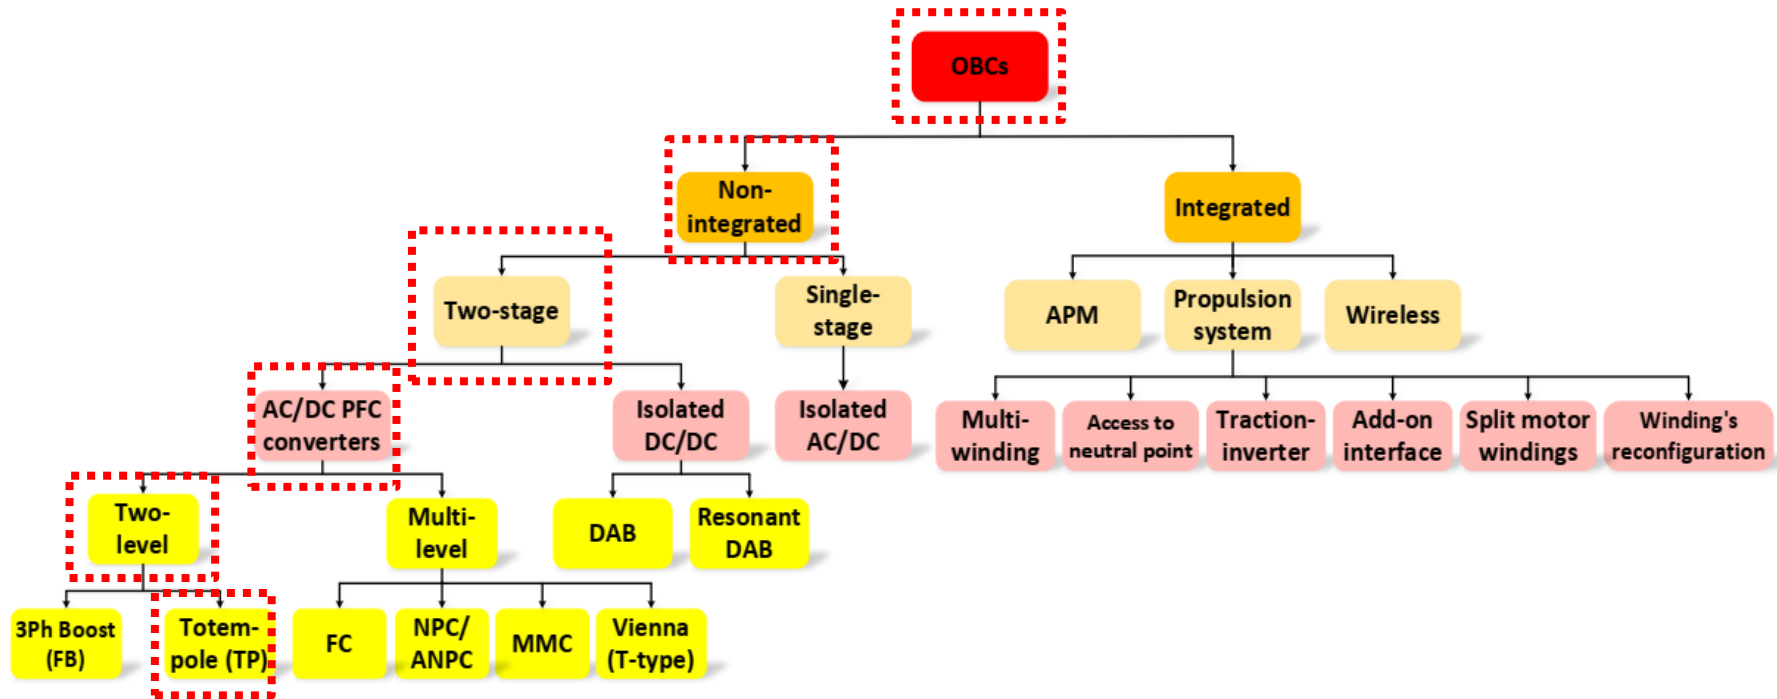 OBCs
Non-
integrated
Integrated
Two-stage
Single-
stage
APM
Propulsion
system
Wireless
AC/DC PFC
converters
Isolated
DC/DC
Isolated
AC/DC
Multi-
winding
Access to
neutral point
Traction-
inverter
Add-on
interface
Split motor
windings
Winding's
reconfiguration
Two-
level
Multi-
level
DAB
Resonant
DAB
3Ph Boost
(FB)
Totem-
pole (TP)
FC
NPC/
ANPC
MMC
Vienna
(T-type)